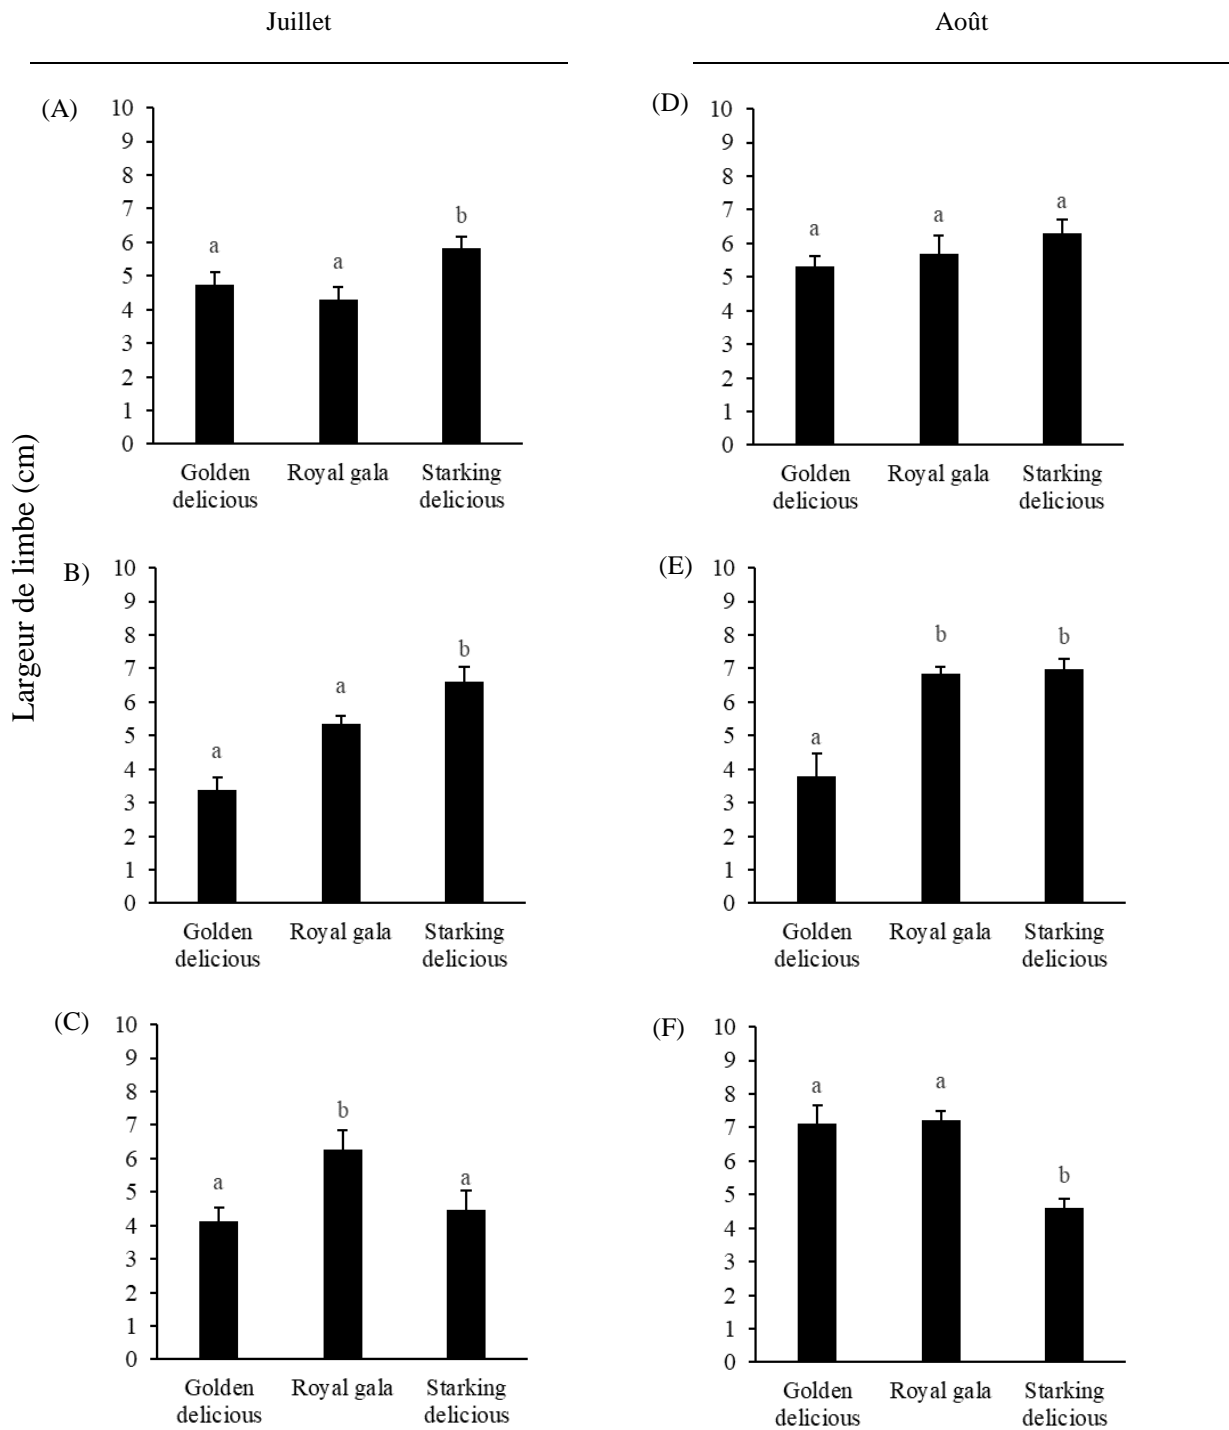 Juillet
Août
Largeur de limbe (cm)
(A)
10
9
8
7
6
5
4
3
2
1
0
a
a
b
Golden
delicious
Royal gala
Starking
delicious
(D)
10
9
8
7
6
5
4
3
2
1
0
a
a
a
Golden
delicious
Royal gala
Starking
delicious
B)
10
9
8
7
6
5
4
3
2
1
0
a
a
b
Golden
delicious
Royal gala
Starking
delicious
(E)
10
9
8
7
6
5
4
3
2
1
0
a
b
b
Golden
delicious
Royal gala
Starking
delicious
(C)
10
9
8
7
6
5
4
3
2
1
0
a
b
a
Golden
delicious
Royal gala
Starking
delicious
(F)
10
9
8
7
6
5
4
3
2
1
0
a
a
b
Golden
delicious
Royal gala
Starking
delicious